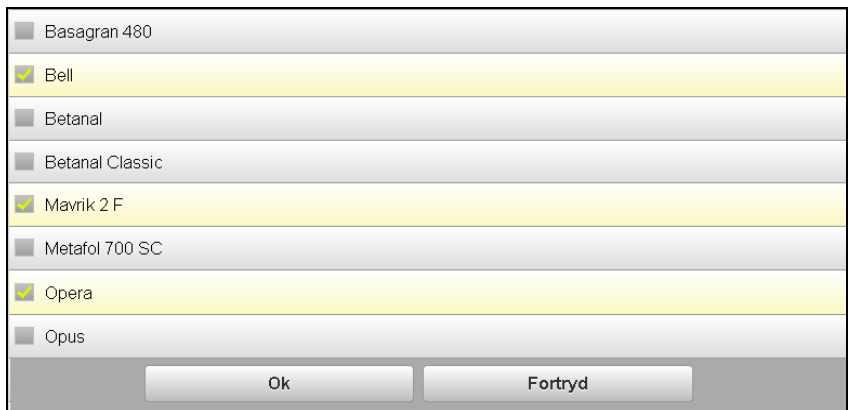 Basagran 480
Bell
Betanal
Betanal Classic
Mavrik 2 F
Metafol 700 SC
Opera
Opus
Ok Fortryd